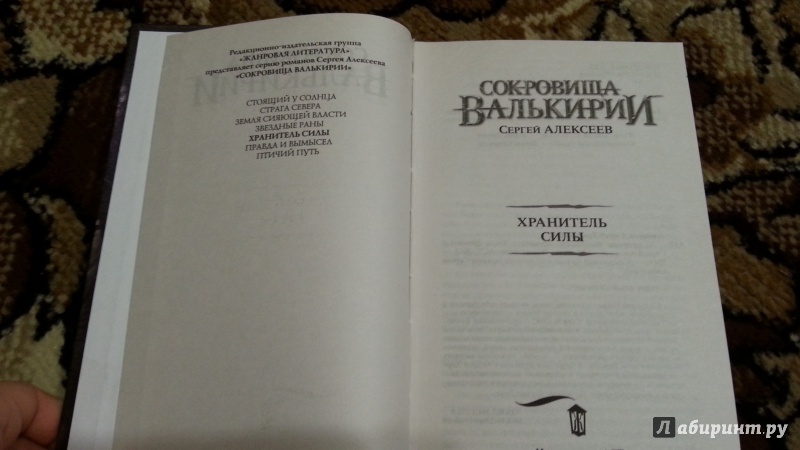 Редакционно-издательская группа
«ЖАНРОВАЯ ЛИТЕРАТУРА»
представляет серию романов Сергея Алексеева
«СОКРОВИЩА ВАЛЬКИРИИ»
СТОЯЩИЙ У СОЛНЦА
СТРАГА СЕВЕРА
ЗЕМЛЯ СИЯЮЩЕЙ ВЛАСТИ
ЗВЕЗДНЫЕ РАНЫ
ХРАНИТЕЛЬ СИЛЫ
ПРАВДА И ВЫМЫСЕЛ
ПТИЧИЙ ПУТЬ
СОКРОВИЩА
ВАЛЬКИРИИ
СЕРГЕЙ АЛЕКСЕЕВ
ХРАНИТЕЛЬ
СИЛЫ
Лабиринт.ру